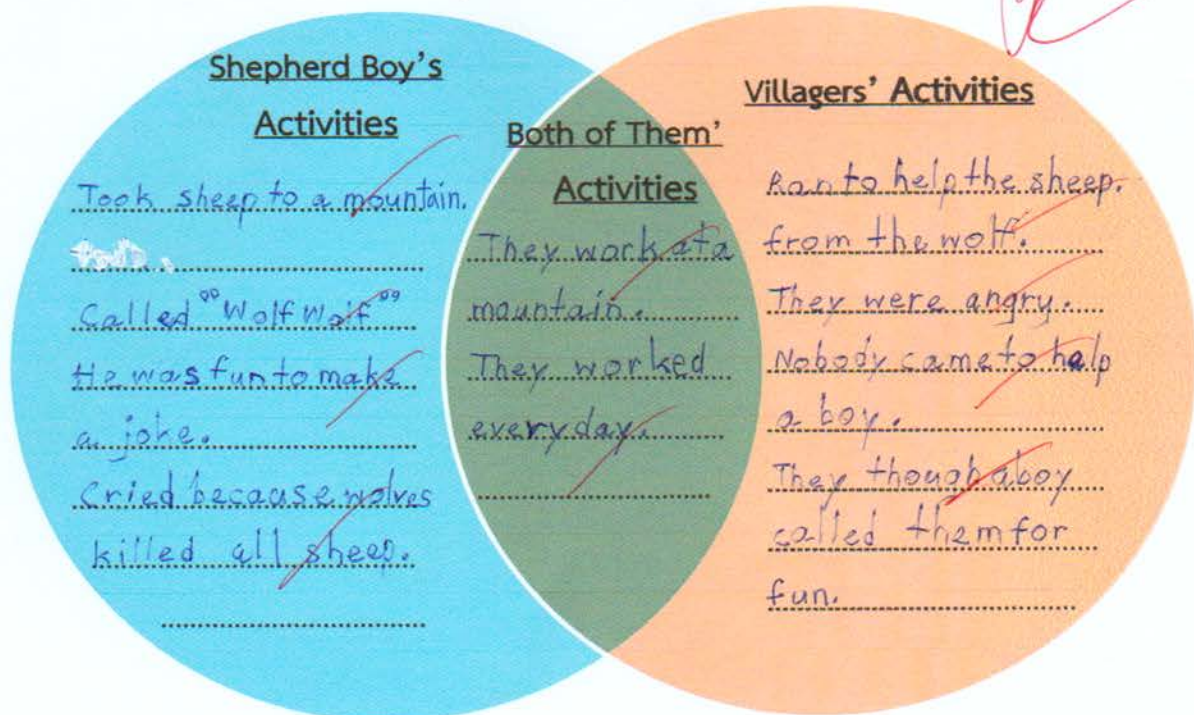 Shepherd Boy's
Activities
Took sheep to a mountain.
Called "Wolf Wolf"
He was fun to make
a joke.
Cried because wolves
killed all sheep.
Both of Them'
Activities
They work at a
mountain.
They worked
everyday.
Villagers' Activities
Ran to help the sheep.
from the wolf.
They were angry.
Nobody came to help
a boy.
They though a boy
called them for
fun.